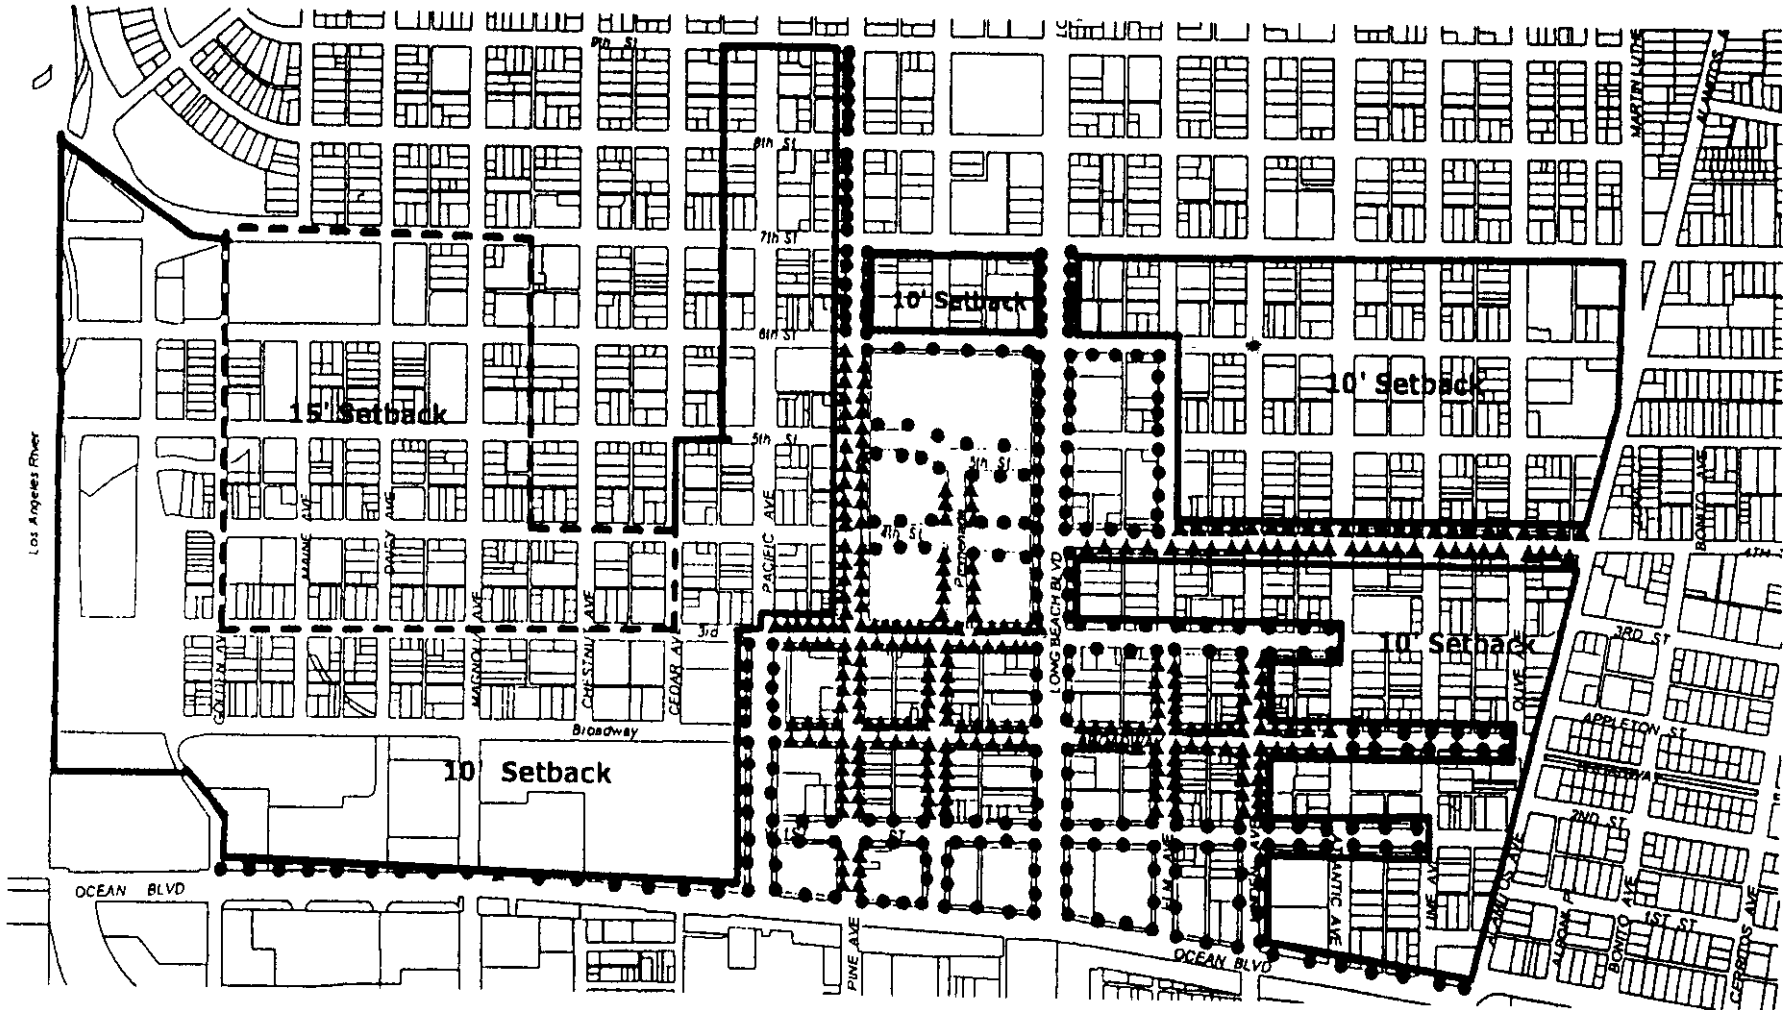 9th St
MARTIN LUTHE
ALAMITOS A
8th St
7th St
10' Setback
6th St
10' Setback
15' Setback
5th St
5th St
Los Angeles River
MAINE AVE
DAISY AVE
PACIFIC AVE
4th St
Promenade
LONG BEACH BLVD
BONITO AVE
4TH
3rd
3RD ST
10' Setback
GOLDEN AV
MAGNOLIA AVE
CHESTNUT AVE
CEDAR AV
OLIVE AVE
Broadway
APPLETON ST
10' Setback
2ND ST
1ST ST
OCEAN BLVD
PINE AVE
ELM AVE
ATLANTIC AVE
LIME AVE
ALAMITOS AVE
ALBONI P
BONITO AVE
CERRITOS AVE
OCEAN BLVD